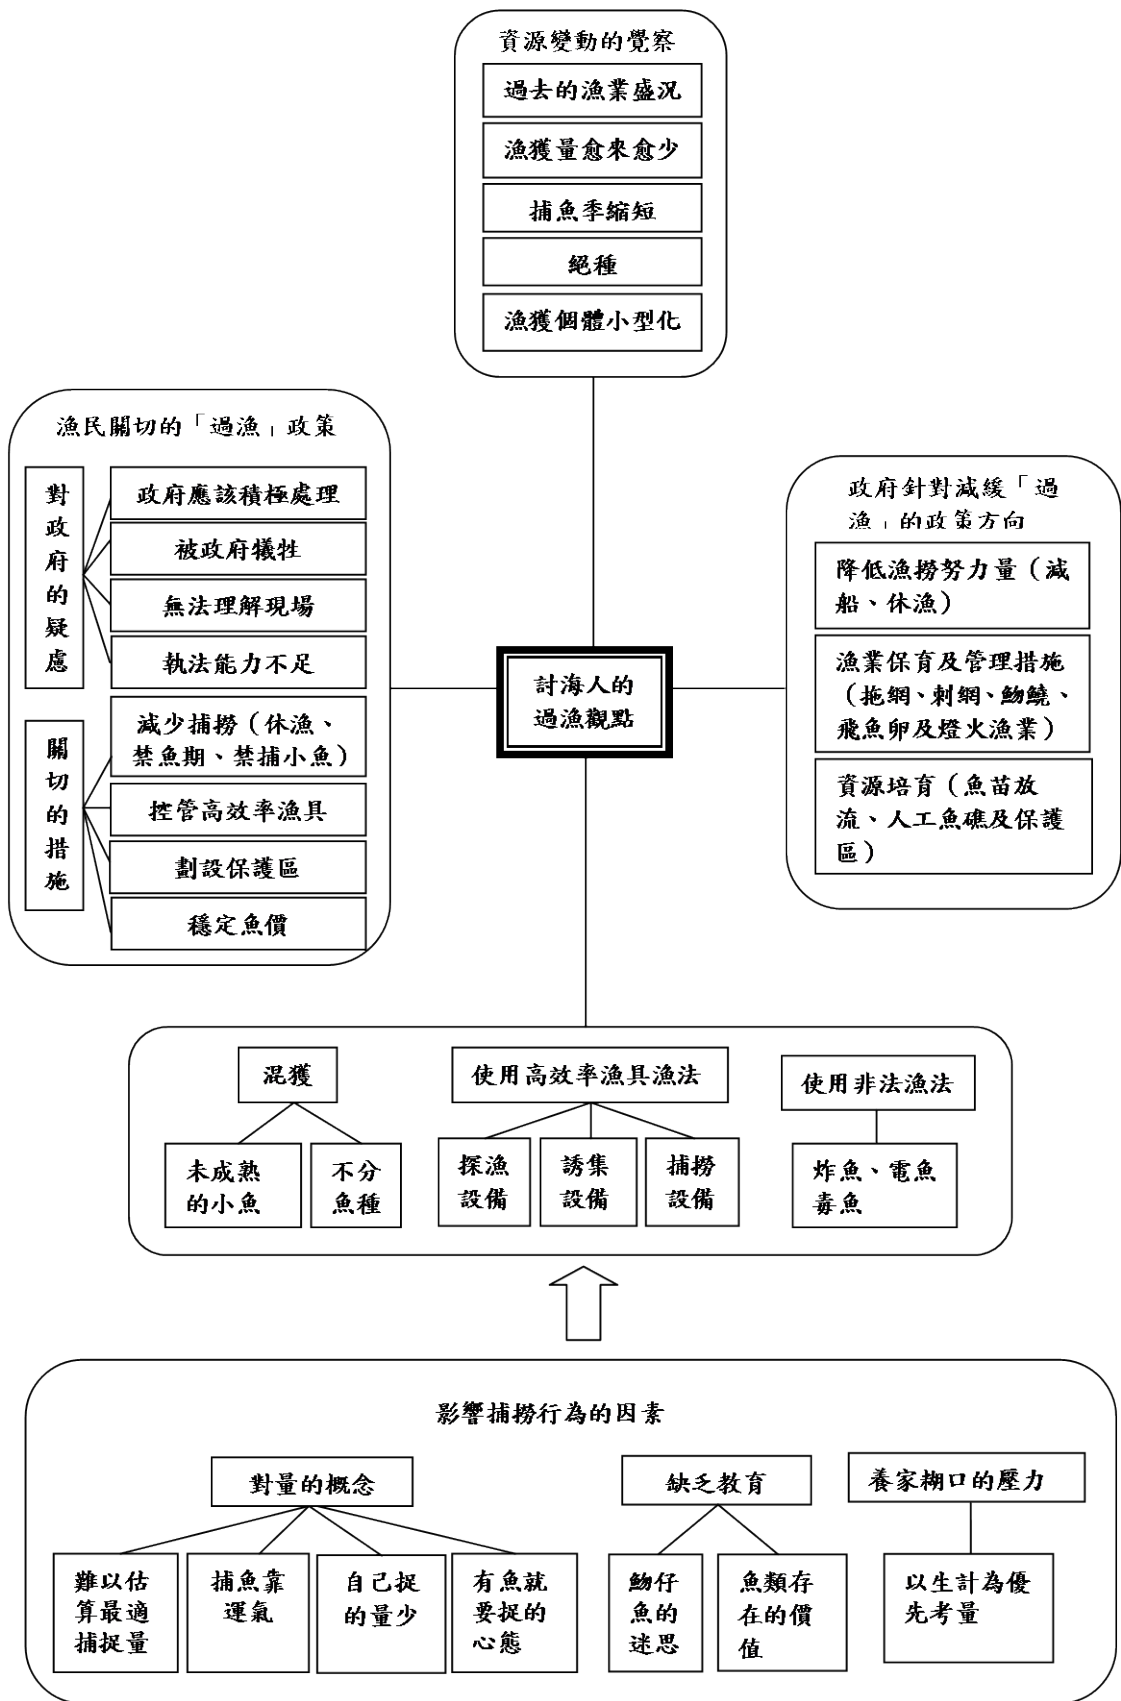 資源變動的覺察
過去的漁業盛況
漁獲量愈來愈少
捕魚季縮短
絕種
漁獲個體小型化
漁民關切的「過漁」政策
對政府的疑慮
政府應該積極處理
被政府犧牲
無法理解現場
執法能力不足
關切的措施
減少捕撈（休漁、
禁魚期、禁捕小魚）
控管高效率漁具
劃設保護區
穩定魚價
討海人的
過漁觀點
政府針對減緩「過
漁」的政策方向
降低漁撈努力量（減
船、休漁）
漁業保育及管理措施
（拖網、刺網、魩鱙、
飛魚卵及燈火漁業）
資源培育（魚苗放
流、人工魚礁及保護
區）
混獲
未成熟
的小魚
不分
魚種
使用高效率漁具漁法
探漁
設備
誘集
設備
捕撈
設備
使用非法漁法
炸魚、電魚
毒魚
影響捕撈行為的因素
對量的概念
難以估
算最適
捕捉量
捕魚靠
運氣
自己捉
的量少
有魚就
要捉的
心態
缺乏教育
魩仔
魚的
迷思
魚類存
在的價
值
養家糊口的壓力
以生計為優
先考量